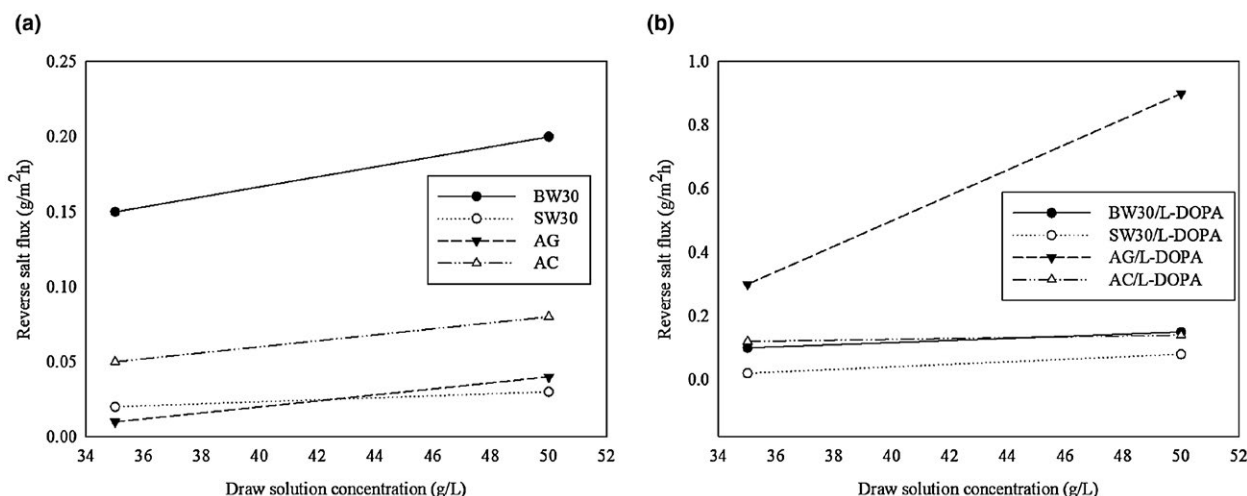 (a)
Reverse salt flux (g/m²h)
0.25
0.20
0.15
0.10
0.05
0.00
BW30
SW30
AG
AC
34 36 38 40 42 44 46 48 50 52
Draw solution concentration (g/L)
(b)
Reverse salt flux (g/m²h)
1.0
0.8
0.6
0.4
0.2
0.0
BW30/L-DOPA
SW30/L-DOPA
AG/L-DOPA
AC/L-DOPA
34 36 38 40 42 44 46 48 50 52
Draw solution concentration (g/L)